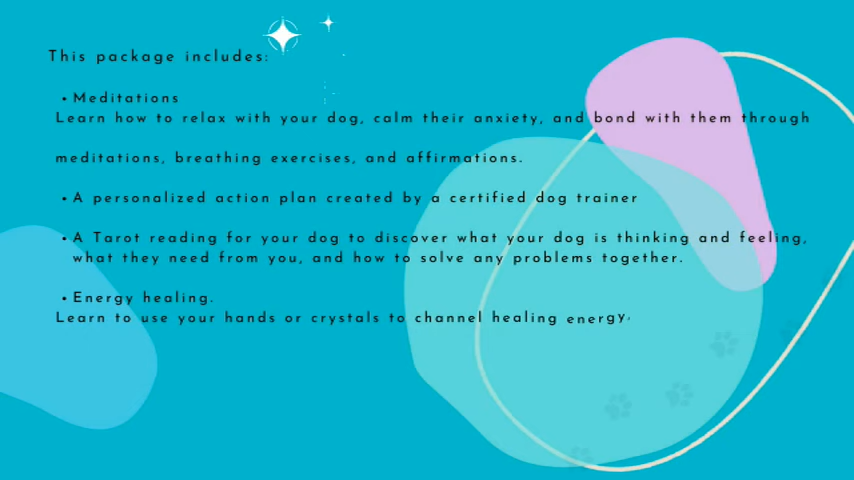 This package includes:
• Meditations
Learn how to relax with your dog, calm their anxiety, and bond with them through
meditations, breathing exercises, and affirmations.
• A personalized action plan created by a certified dog trainer
• A Tarot reading for your dog to discover what your dog is thinking and feeling,
what they need from you, and how to solve any problems together.
• Energy healing.
Learn to use your hands or crystals to channel healing energy.